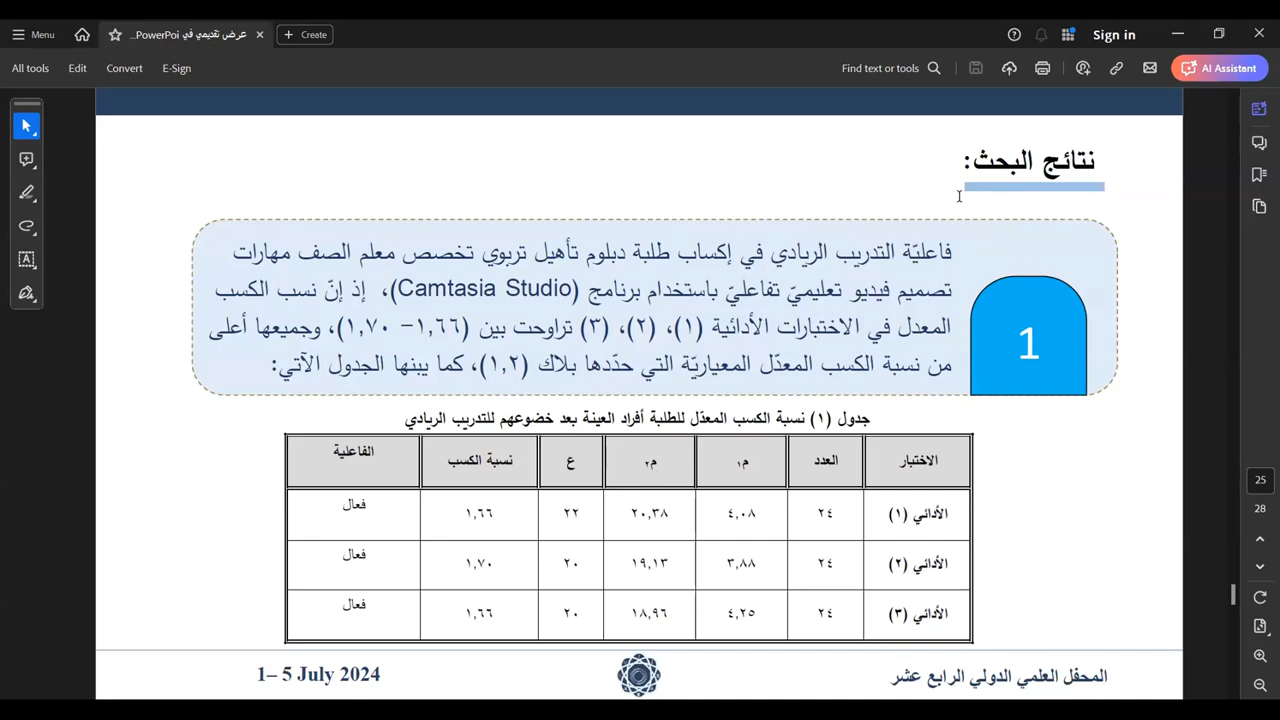 Menu
عرض تقديمي في PowerPoi...
Create
Sign in
All tools
Edit
Convert
E-Sign
Find text or tools
AI Assistant
نتائج البحث:
فاعليّة التدريب الريادي في إكساب طلبة دبلوم تأهيل تربوي تخصص معلم الصف مهارات
تصميم فيديو تعليميّ تفاعليّ باستخدام برنامج (Camtasia Studio)، إذ إنّ نسب الكسب
المعدل في الاختبارات الأدائية (١)، (٢)، (٣) تراوحت بين (١,٦٦– ١,٧٠)، وجميعها أعلى
من نسبة الكسب المعدّل المعياريّة التي حدّدها بلاك (١,٢)، كما يبنها الجدول الآتي:
1
جدول (١) نسبة الكسب المعدّل للطلبة أفراد العينة بعد خضوعهم للتدريب الريادي
الاختبار العدد م١ م٢ ع نسبة الكسب الفاعلية
الأدائي (١) ٢٤ ٤,٠٨ ٢٠,٣٨ ٢٢ ١,٦٦ فعال
الأدائي (٢) ٢٤ ٣,٨٨ ١٩,١٣ ٢٠ ١,٧٠ فعال
الأدائي (٣) ٢٤ ٤,٢٥ ١٨,٩٦ ٢٠ ١,٦٦ فعال
25
28
المحفل العلمي الدولي الرابع عشر
1– 5 July 2024